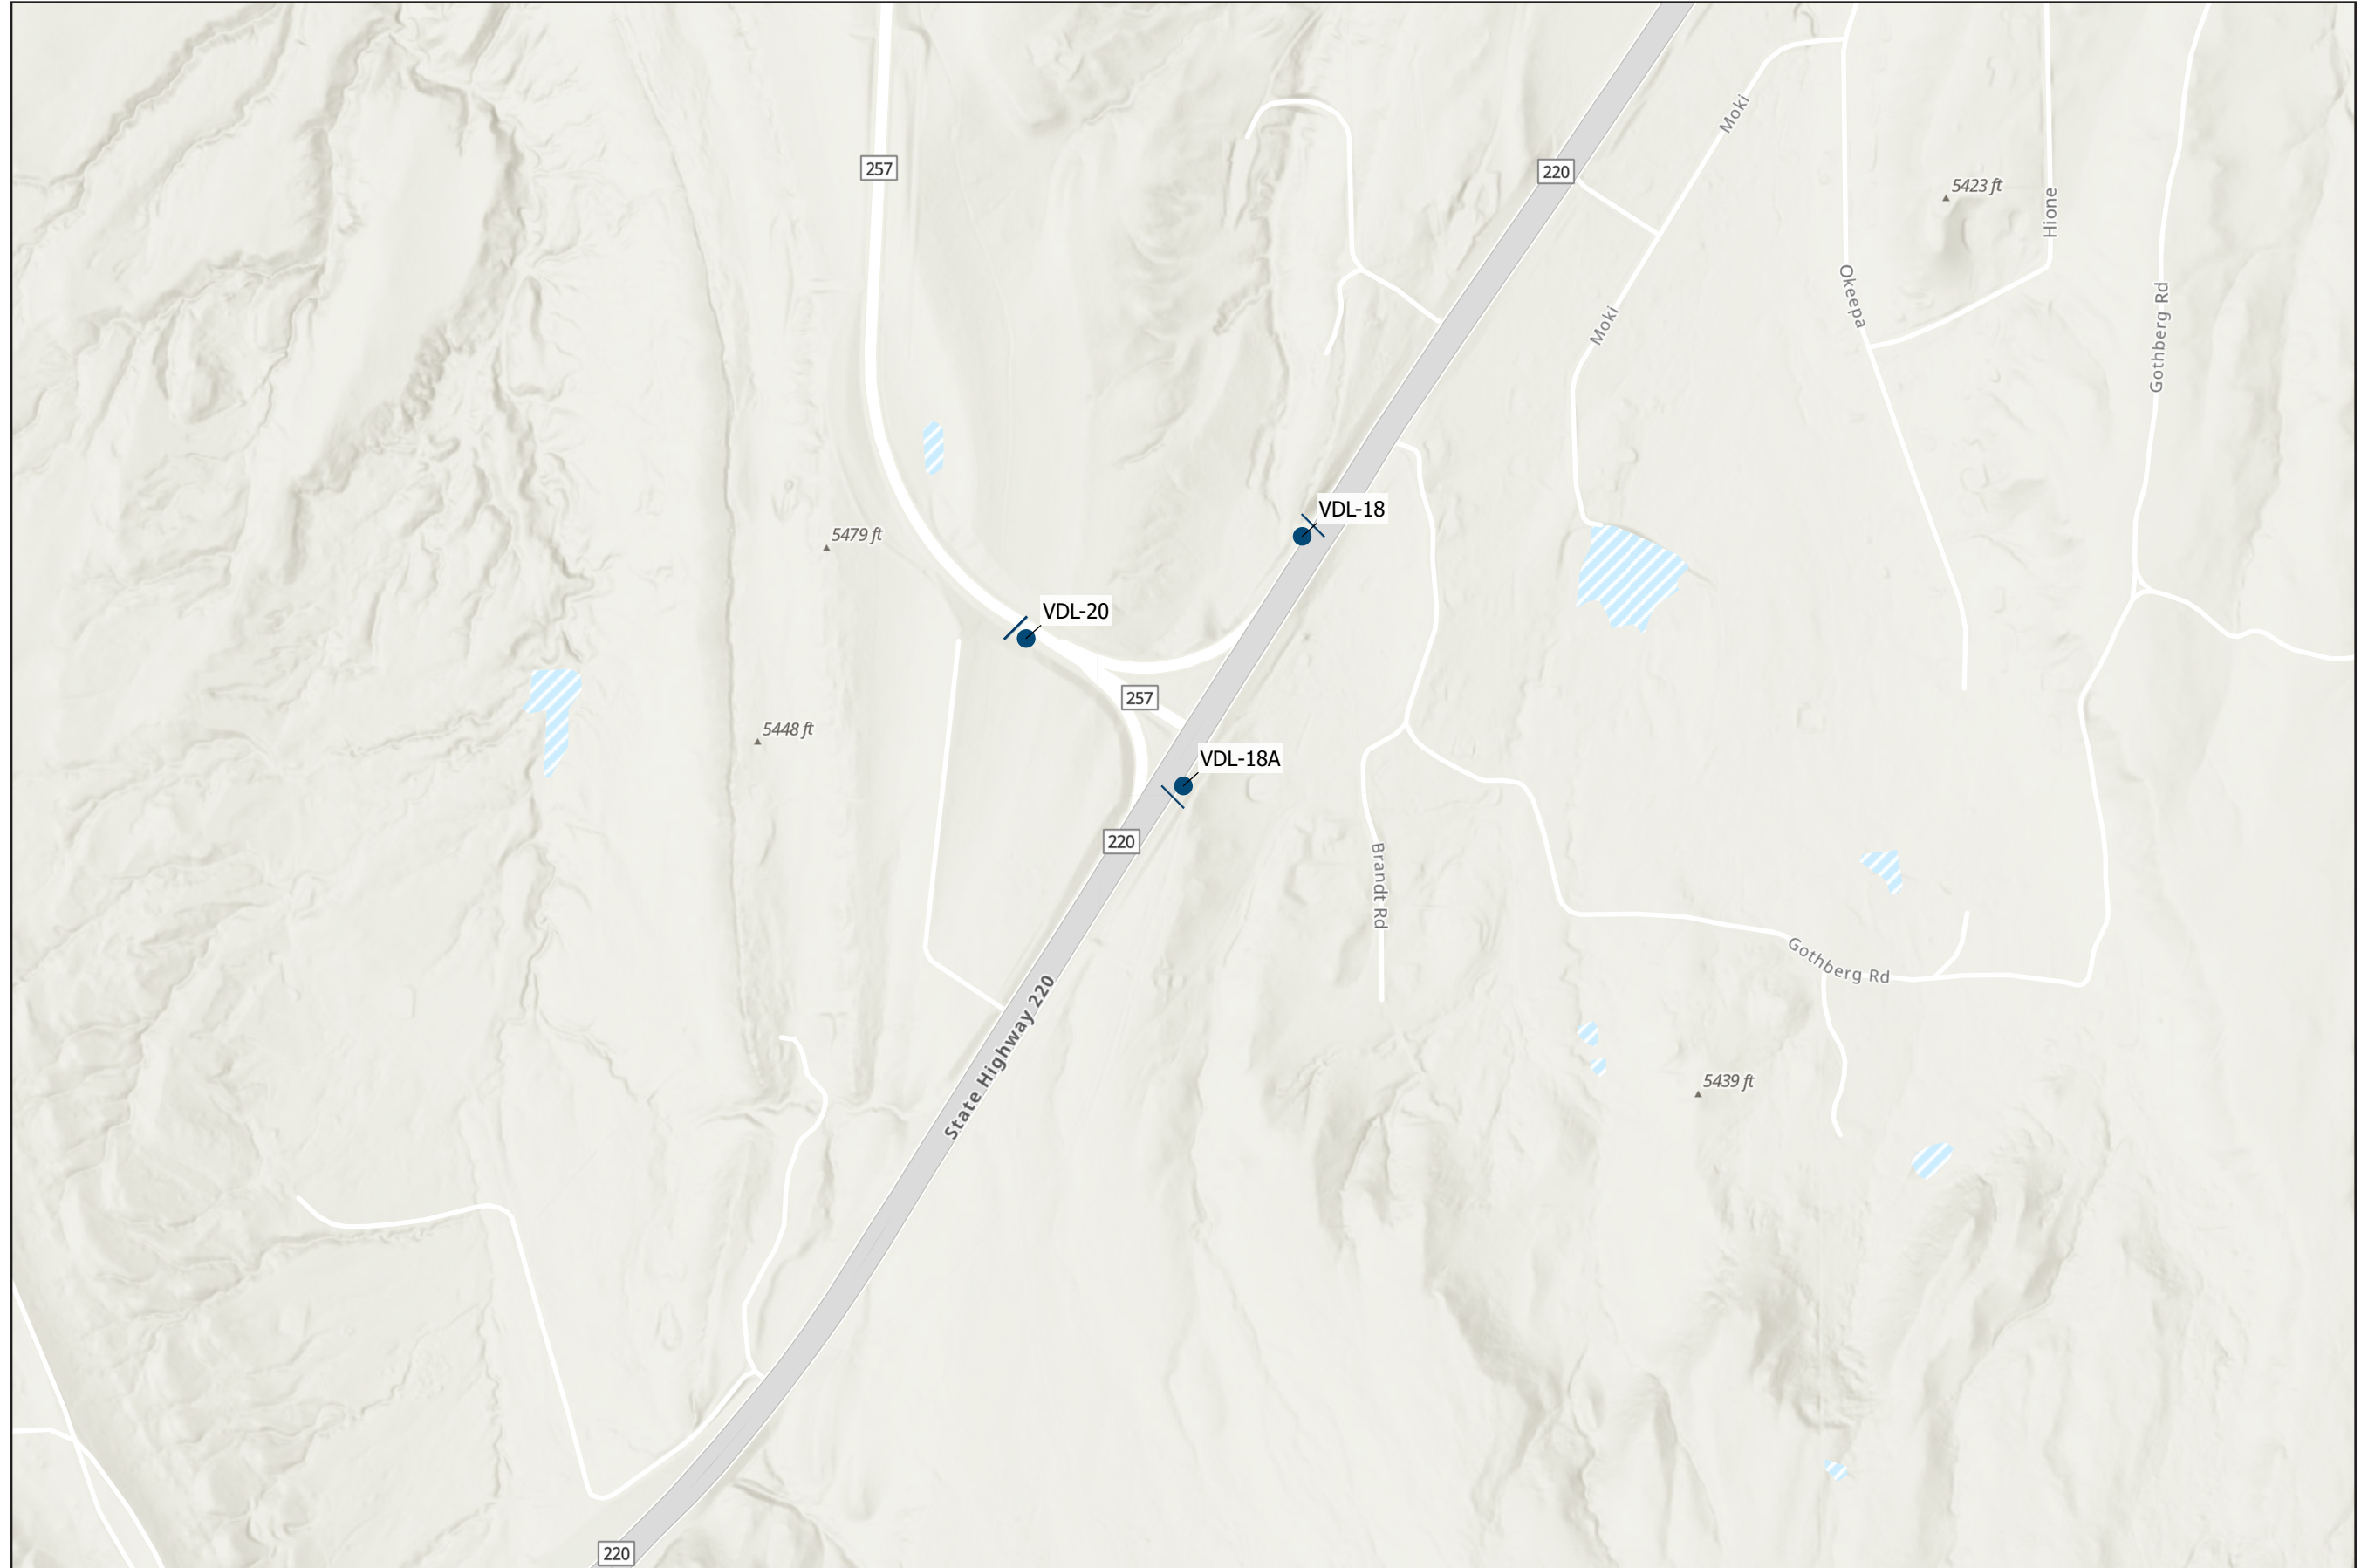 Moki
257
220
5423 ft
Hione
Okeepa
Moki
Gothberg Rd
VDL-18
5479 ft
VDL-20
257
5448 ft
VDL-18A
220
Brandt Rd
Gothberg Rd
State Highway 220
5439 ft
220